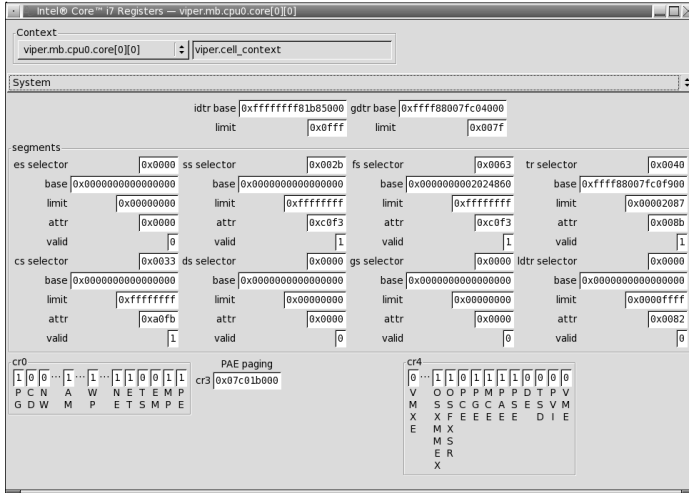 Intel® Core™ i7 Registers — viper.mb.cpu0.core[0][0]
Context
viper.mb.cpu0.core[0][0] viper.cell_context
System
idtr base 0xffffffff81b85000 gdtr base 0xffff88007fc04000
limit 0x0fff limit 0x007f
segments
es selector 0x0000 ss selector 0x002b fs selector 0x0063 tr selector 0x0040
base 0x0000000000000000 base 0x0000000000000000 base 0x0000000002024860 base 0xffff88007fc0f900
limit 0x00000000 limit 0xffffffff limit 0xffffffff limit 0x00002087
attr 0x0000 attr 0xc0f3 attr 0xc0f3 attr 0x008b
valid 0 valid 1 valid 1 valid 1
cs selector 0x0033 ds selector 0x0000 gs selector 0x0000 ldtr selector 0x0000
base 0x0000000000000000 base 0x0000000000000000 base 0x0000000000000000 base 0x0000000000000000
limit 0xffffffff limit 0x00000000 limit 0x00000000 limit 0x0000ffff
attr 0xa0fb attr 0x0000 attr 0x0000 attr 0x0082
valid 1 valid 0 valid 0 valid 0
cr0 PAE paging cr4
1 0 0 ··· 1 ··· 1 ··· 1 1 0 0 1 1 cr3 0x07c01b000 0 ··· 1 1 0 1 1 1 1 0 0 0 0
P C N A W N E T E M P V O O P P M P P D T P V
G D W M P E T S M P E M S S C G C A S E S V M
X X F E E E E E D I E
E M X
M S
E R
X